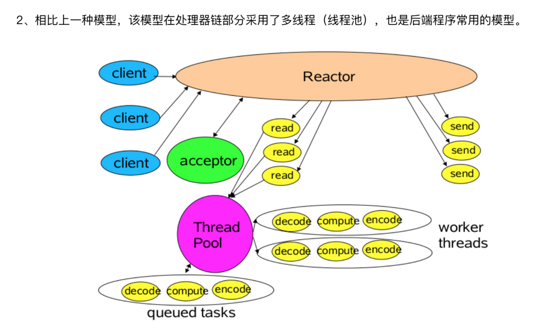 2、相比上一种模型，该模型在处理器链部分采用了多线程（线程池），也是后端程序常用的模型。
client
Reactor
client
client
acceptor
read
read
read
send
send
send
Thread
Pool
decode compute encode
decode compute encode
worker
threads
decode compute encode
queued tasks